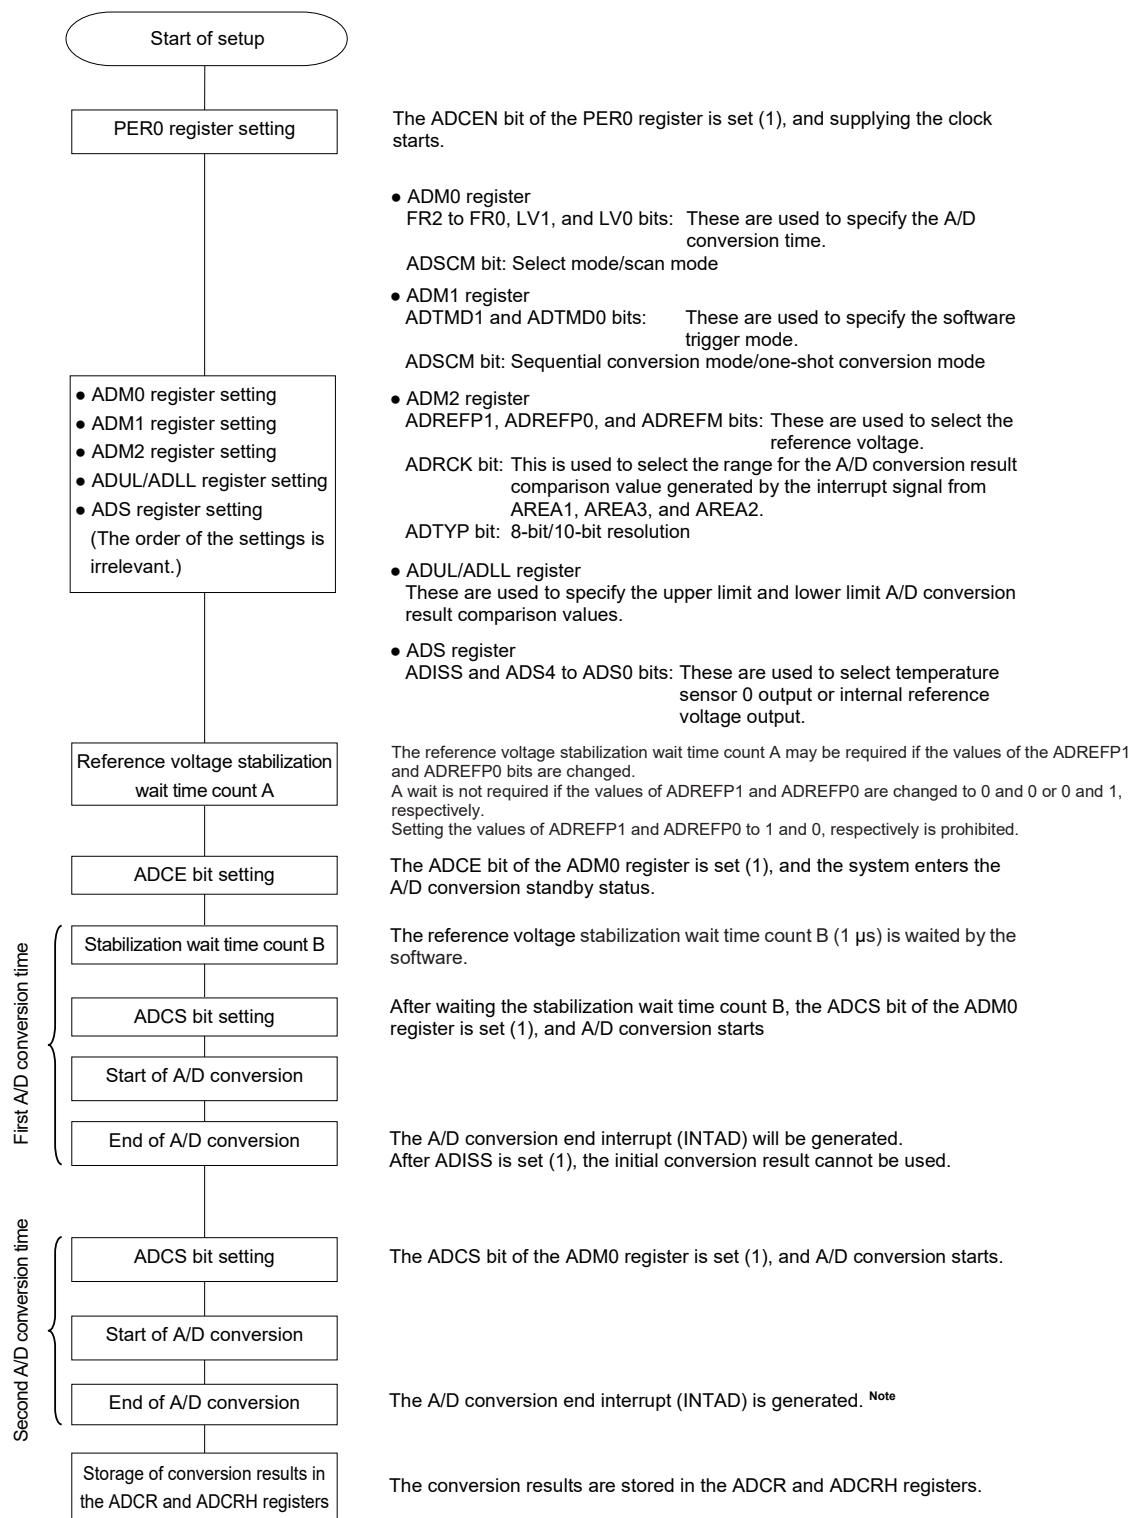 Start of setup
PER0 register setting
The ADCEN bit of the PER0 register is set (1), and supplying the clock
starts.
● ADM0 register
FR2 to FR0, LV1, and LV0 bits: These are used to specify the A/D
conversion time.
ADSCM bit: Select mode/scan mode
● ADM1 register
ADTMD1 and ADTMD0 bits: These are used to specify the software
trigger mode.
ADSCM bit: Sequential conversion mode/one-shot conversion mode
● ADM0 register setting
● ADM1 register setting
● ADM2 register setting
● ADUL/ADLL register setting
● ADS register setting
(The order of the settings is
irrelevant.)
● ADM2 register
ADREFP1, ADREFP0, and ADREFM bits: These are used to select the
reference voltage.
ADRCK bit: This is used to select the range for the A/D conversion result
comparison value generated by the interrupt signal from
AREA1, AREA3, and AREA2.
ADTYP bit: 8-bit/10-bit resolution
● ADUL/ADLL register
These are used to specify the upper limit and lower limit A/D conversion
result comparison values.
● ADS register
ADISS and ADS4 to ADS0 bits: These are used to select temperature
sensor 0 output or internal reference
voltage output.
Reference voltage stabilization
wait time count A
The reference voltage stabilization wait time count A may be required if the values of the ADREFP1
and ADREFP0 bits are changed.
A wait is not required if the values of ADREFP1 and ADREFP0 are changed to 0 and 0 or 0 and 1,
respectively.
Setting the values of ADREFP1 and ADREFP0 to 1 and 0, respectively is prohibited.
ADCE bit setting
The ADCE bit of the ADM0 register is set (1), and the system enters the
A/D conversion standby status.
First A/D conversion time
Stabilization wait time count B
The reference voltage stabilization wait time count B (1 µs) is waited by the
software.
ADCS bit setting
After waiting the stabilization wait time count B, the ADCS bit of the ADM0
register is set (1), and A/D conversion starts
Start of A/D conversion
End of A/D conversion
The A/D conversion end interrupt (INTAD) will be generated.
After ADISS is set (1), the initial conversion result cannot be used.
Second A/D conversion time
ADCS bit setting
The ADCS bit of the ADM0 register is set (1), and A/D conversion starts.
Start of A/D conversion
End of A/D conversion
The A/D conversion end interrupt (INTAD) is generated. Note
Storage of conversion results in
the ADCR and ADCRH registers
The conversion results are stored in the ADCR and ADCRH registers.